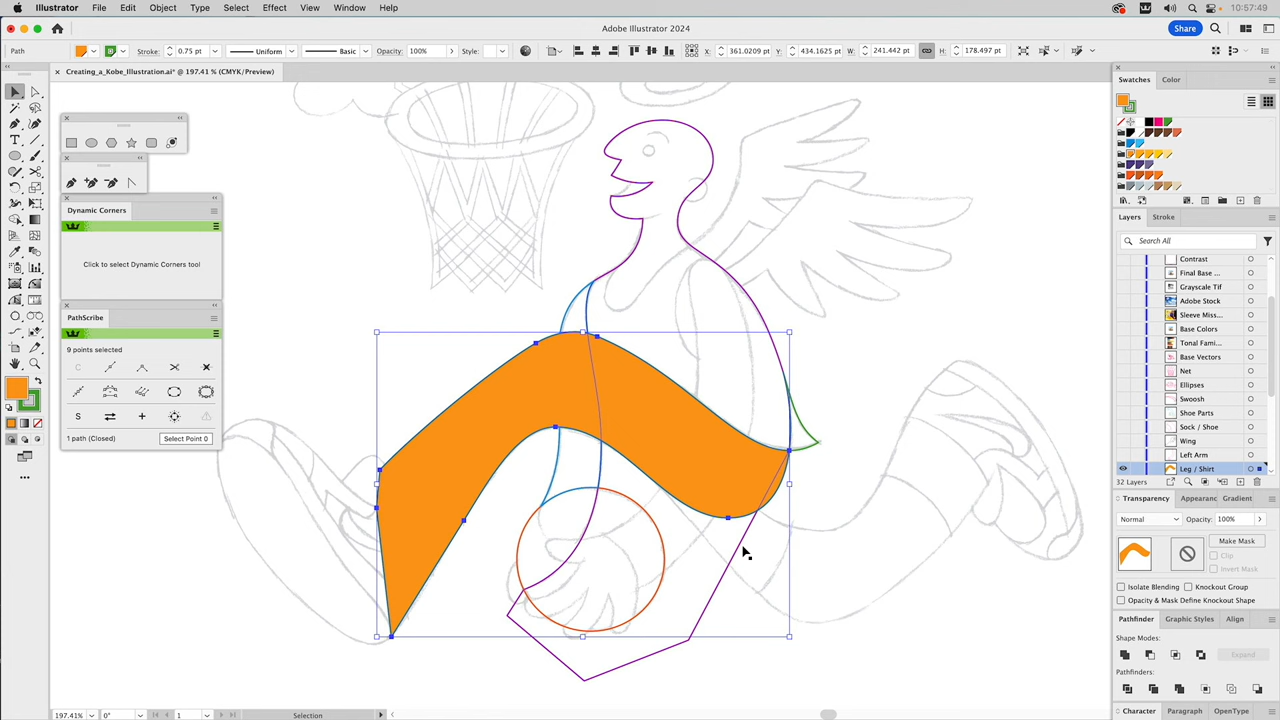 Illustrator File Edit Object Type Select Effect View Window Help 10:57:49
Adobe Illustrator 2024
Share
Path Stroke: 0.75 pt Uniform Basic Opacity: 100% Style: X: 361.0209 pt Y: 434.1625 pt W: 241.442 pt H: 178.497 pt
× Creating_a_Kobe_Illustration.ai* @ 197.41 % (CMYK/Preview)
Swatches Color
Dynamic Corners
Click to select Dynamic Corners tool
PathScribe
9 points selected
S
1 path (Closed) Select Point 0
Layers Stroke
Search All
Contrast
Final Base ...
Grayscale Tif
Adobe Stock
Sleeve Miss...
Base Colors
Tonal Fami...
Base Vectors
Net
Ellipses
Swoosh
Shoe Parts
Sock / Shoe
Wing
Left Arm
Leg / Shirt
32 Layers
Transparency Appearanc Gradient
Normal Opacity: 100%
Make Mask
Clip
Invert Mask
Isolate Blending Knockout Group
Opacity & Mask Define Knockout Shape
Pathfinder Graphic Styles Align
Shape Modes:
Expand
Pathfinders:
Character Paragraph OpenType
197.41% 0° 1 Selection